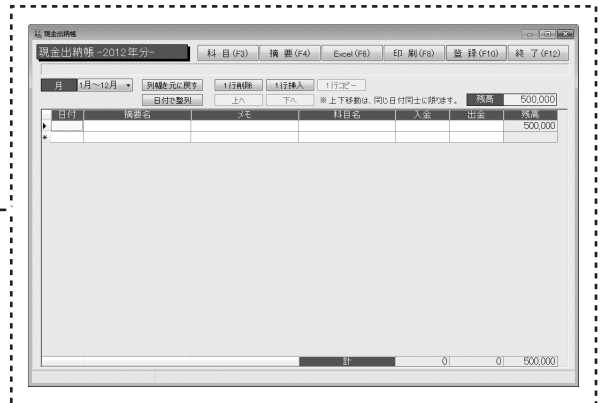 現金出納帳
現金出納帳 -2012年分- 科 目(F3) 摘 要(F4) Excel(F6) 印 刷(F8) 登 録(F10) 終 了(F12)
月 1月～12月 列幅を元に戻す 1行削除 1行挿入 1行コピー
日付で整列 上へ 下へ ※上下移動は、同じ日付同士に限ります。 残高 500,000
日付 摘要名 メモ 科目名 入金 出金 残高
500,000
*
計 0 0 500,000